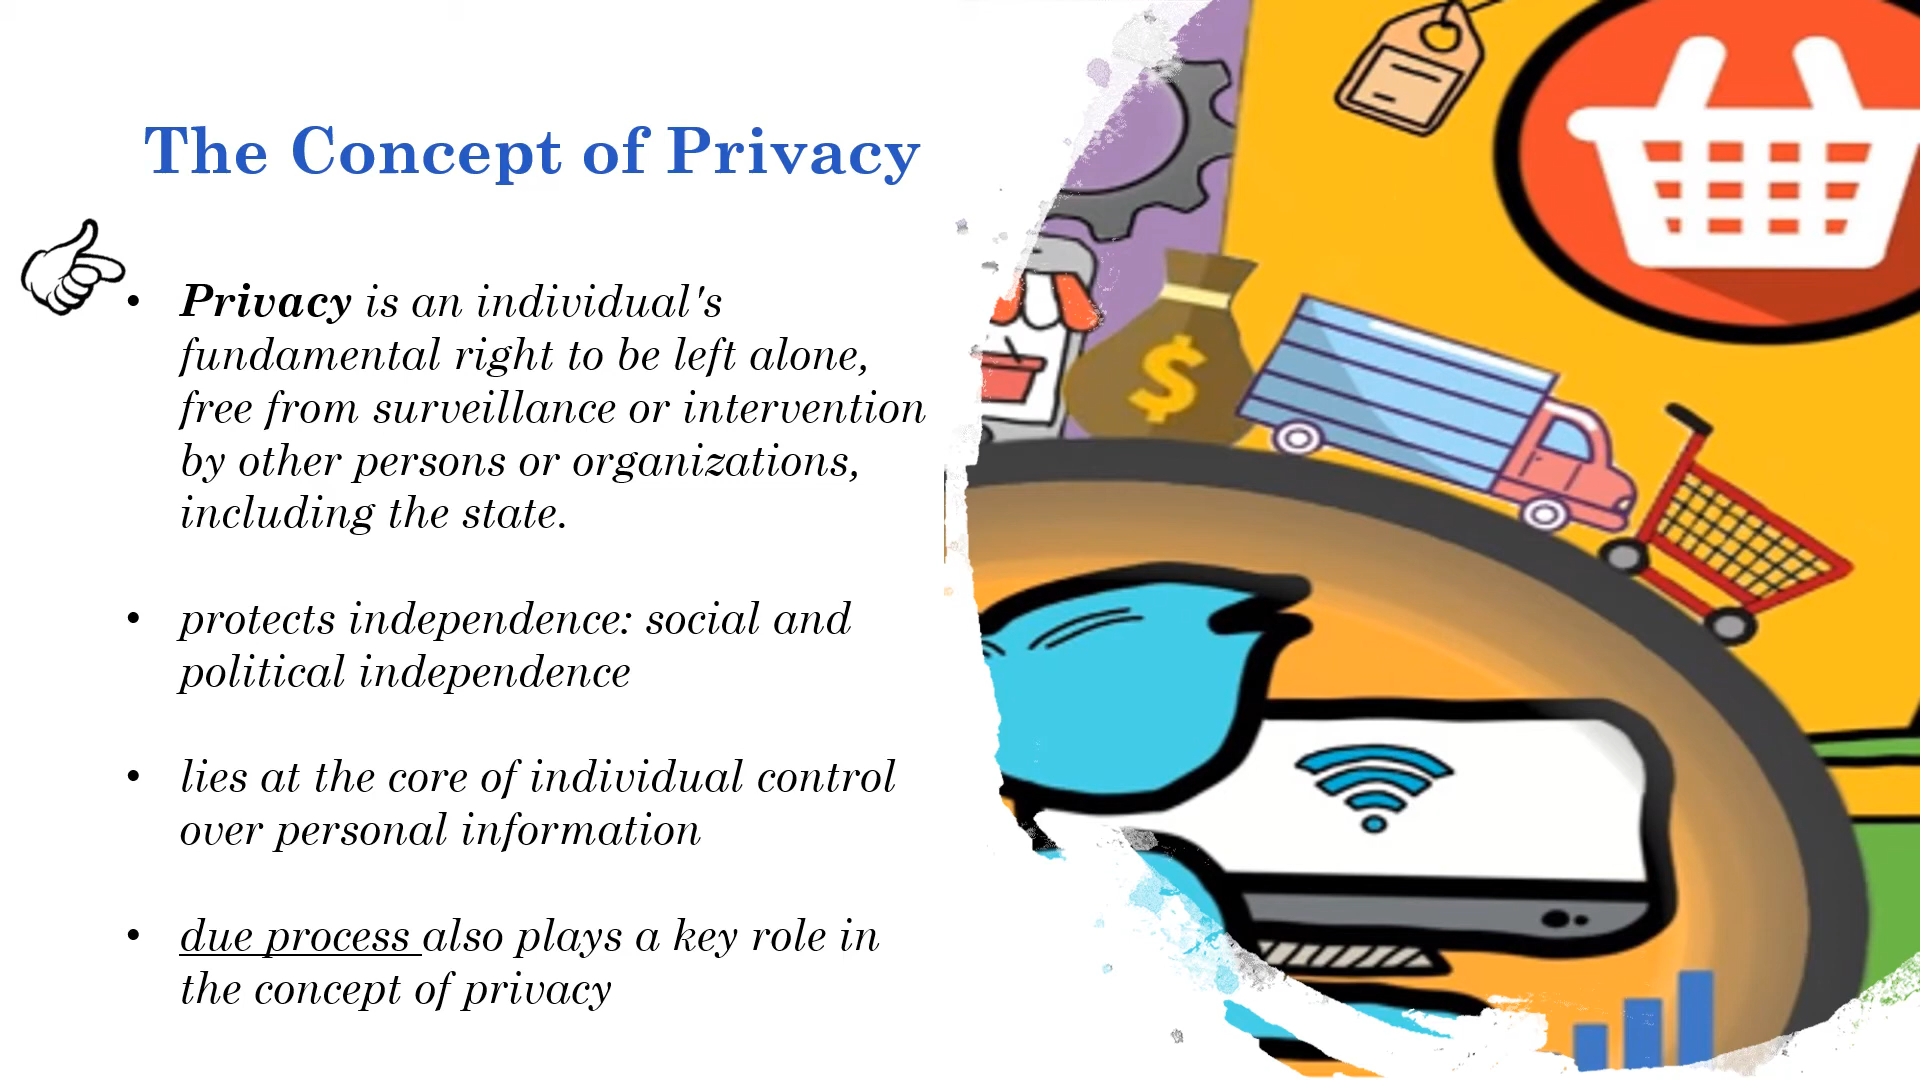 The Concept of Privacy
• Privacy is an individual's
fundamental right to be left alone,
free from surveillance or intervention
by other persons or organizations,
including the state.
• protects independence: social and
political independence
• lies at the core of individual control
over personal information
• due process also plays a key role in
the concept of privacy
$